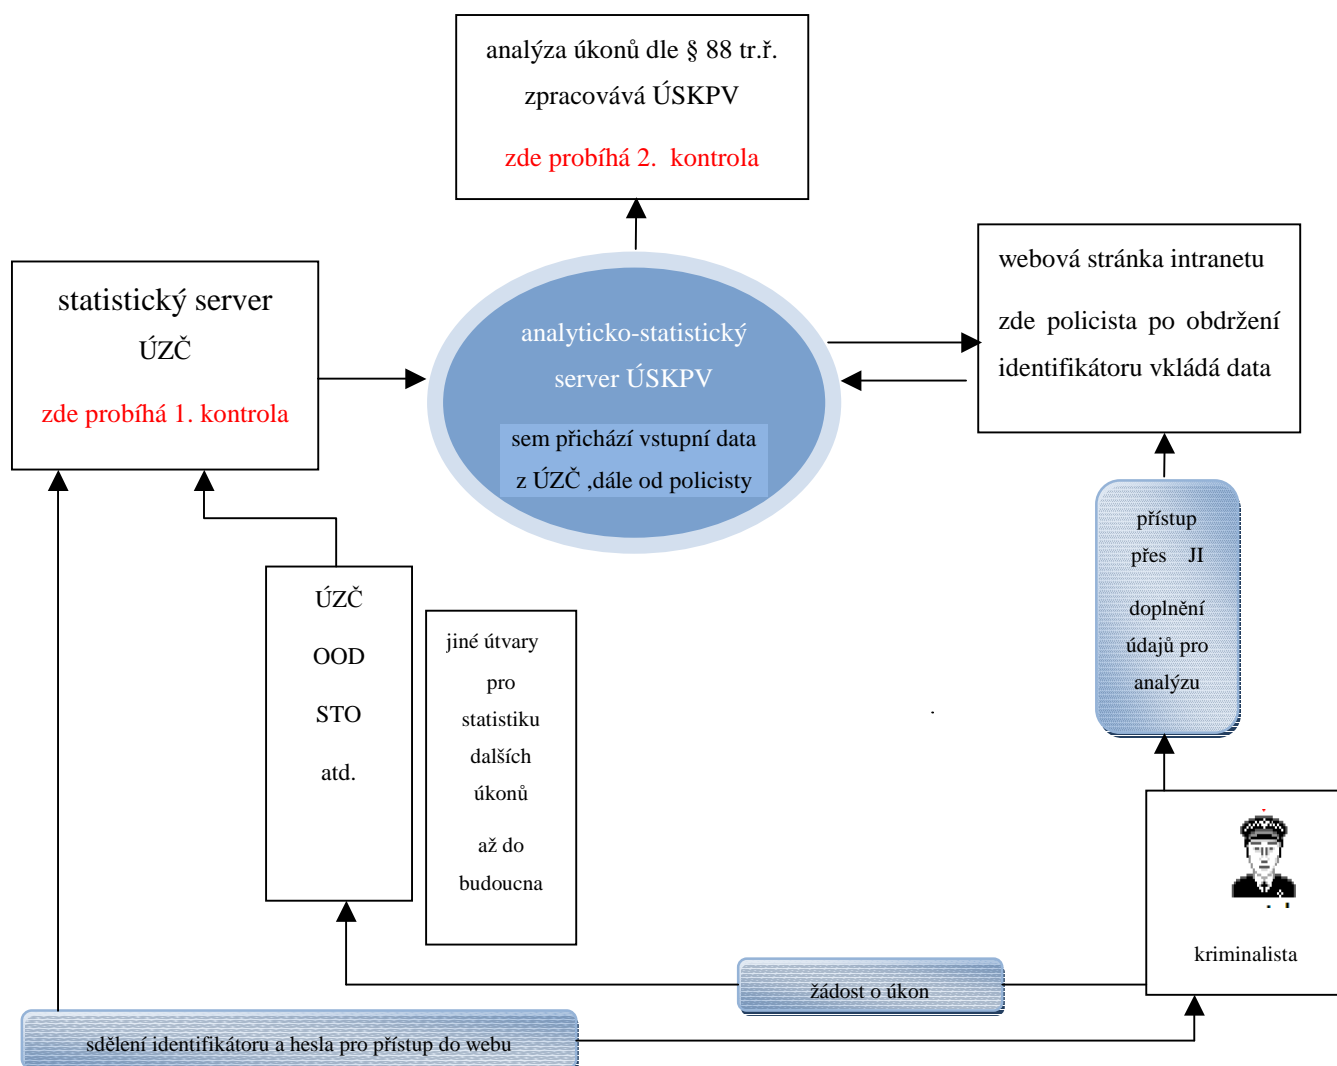 analýza úkonů dle § 88 tr.ř.
zpracovává ÚSKPV
zde probíhá 2. kontrola
statistický server
ÚZČ
zde probíhá 1. kontrola
analyticko-statistický
server ÚSKPV
sem přichází vstupní data
z ÚZČ ,dále od policisty
webová stránka intranetu
zde policista po obdržení
identifikátoru vkládá data
přístup
přes JI
doplnění
údajů pro
analýzu
ÚZČ
OOD
STO
atd.
jiné útvary
pro
statistiku
dalších
úkonů
až do
budoucna
kriminalista
žádost o úkon
sdělení identifikátoru a hesla pro přístup do webu